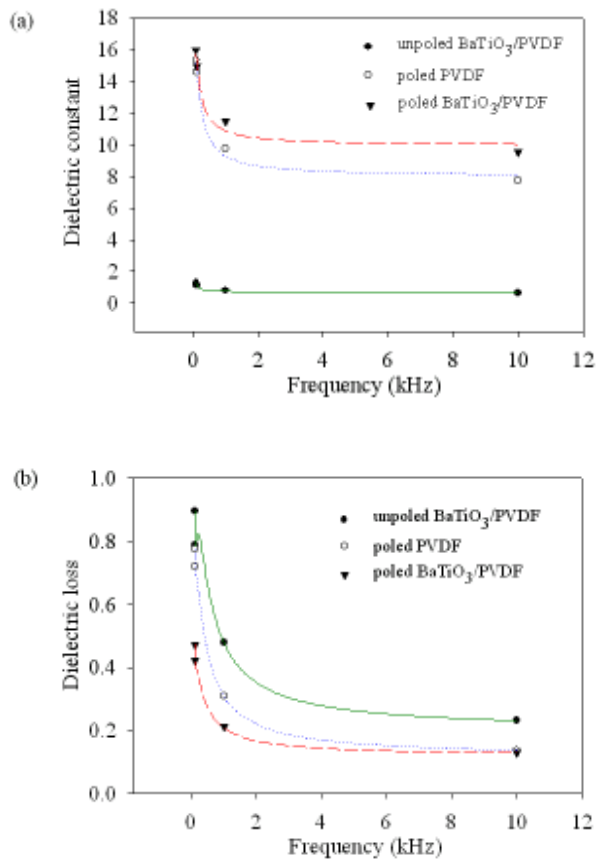 (a)
18
16
14
12
10
8
6
4
2
0
Dielectric constant
unpoled BaTiO3/PVDF
poled PVDF
poled BaTiO3/PVDF
0 2 4 6 8 10 12
Frequency (kHz)
(b)
1.0
0.8
0.6
0.4
0.2
0.0
Dielectric loss
unpoled BaTiO3/PVDF
poled PVDF
poled BaTiO3/PVDF
0 2 4 6 8 10 12
Frequency (kHz)